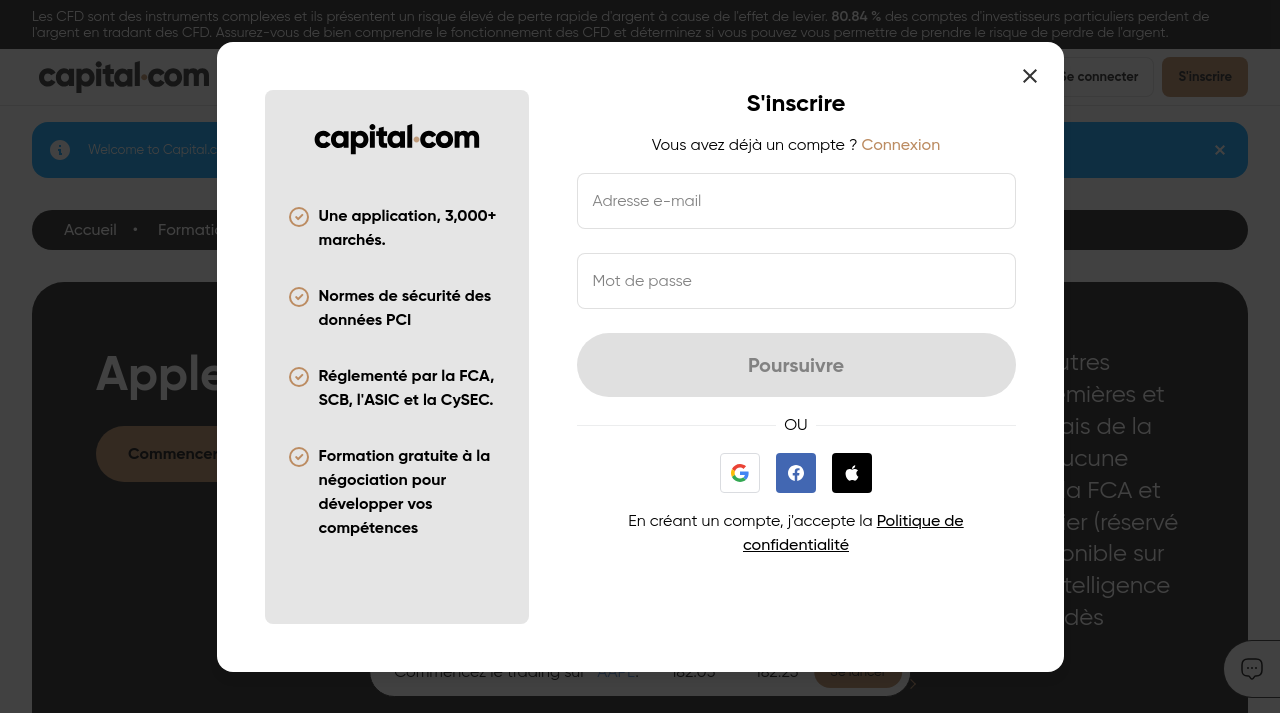 Les CFD sont des instruments complexes et ils présentent un risque élevé de perte rapide d'argent à cause de l'effet de levier. 80.84 % des comptes d'investisseurs particuliers perdent de
l'argent en tradant des CFD. Assurez-vous de bien comprendre le fonctionnement des CFD et déterminez si vous pouvez vous permettre de prendre le risque de perdre de l'argent.
capital.com
Se connecter
S'inscrire
Welcome to Capital.c
Accueil
Formatio
Apple
Commencer
utres
emières et
ais de la
ucune
la FCA et
ier (réservé
onible sur
telligence
dès
Commencez le trading sur
AAPL
182.05
182.25
Se lancer
capital.com
Une application, 3,000+
marchés.
Normes de sécurité des
données PCI
Réglementé par la FCA,
SCB, l'ASIC et la CySEC.
Formation gratuite à la
négociation pour
développer vos
compétences
S'inscrire
Vous avez déjà un compte ? Connexion
Adresse e-mail
Mot de passe
Poursuivre
OU
En créant un compte, j'accepte la Politique de
confidentialité